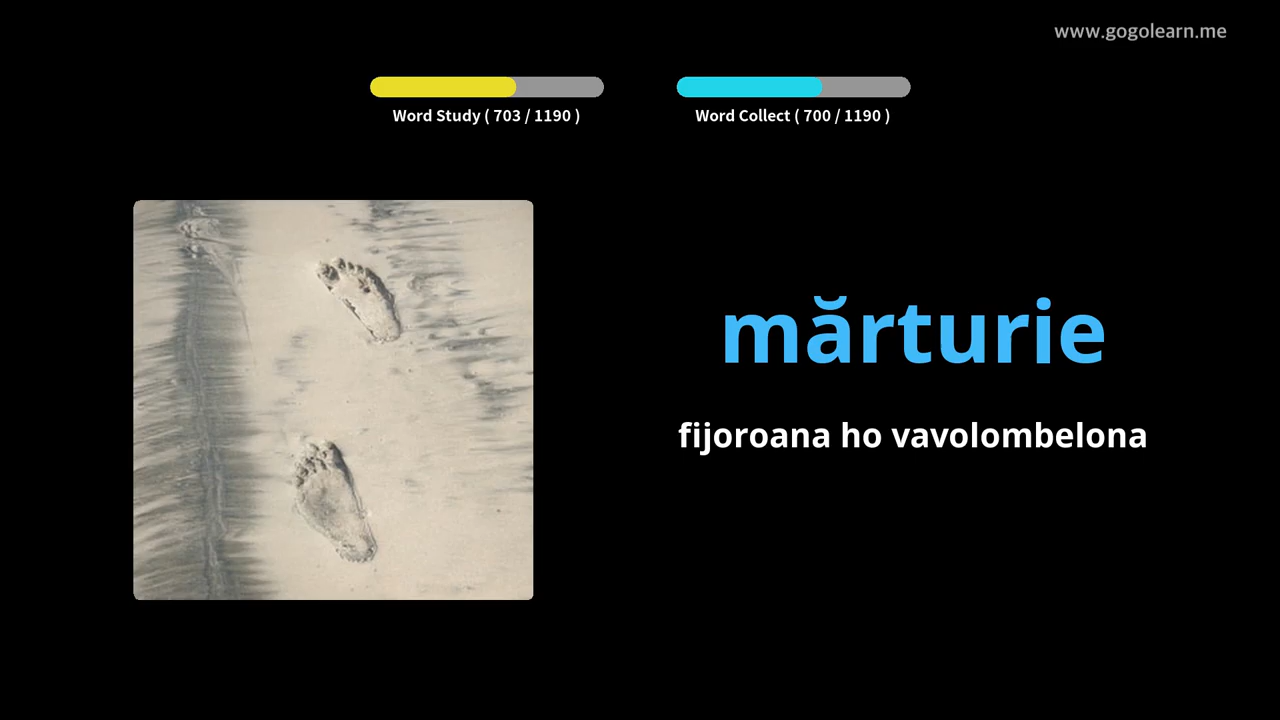 www.gogolearn.me
Word Study ( 703 / 1190 )
Word Collect ( 700 / 1190 )
mărturie
fijoroana ho vavolombelona